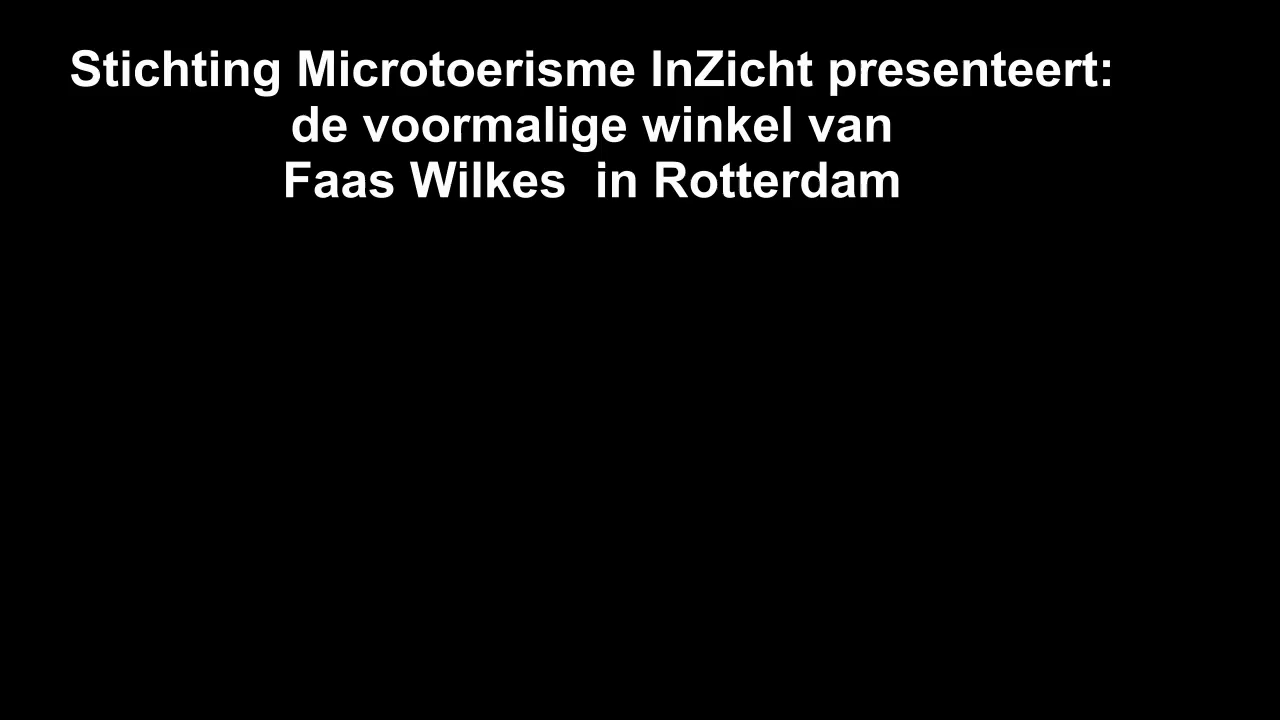 Stichting Microtoerisme InZicht presenteert:
de voormalige winkel van
Faas Wilkes  in Rotterdam